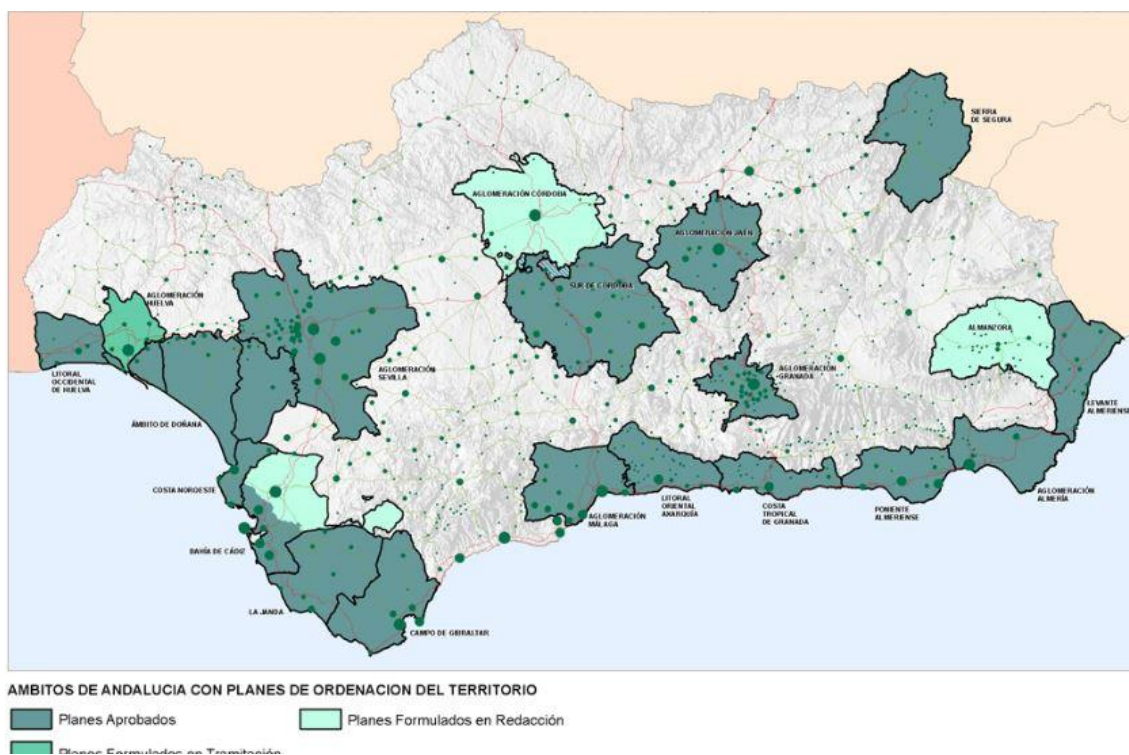 SIERRA
DE SEGURA
AGLOMERACIÓN CÓRDOBA
AGLOMERACIÓN JAÉN
SUR DE CÓRDOBA
AGLOMERACIÓN
HUELVA
ALMANZORA
LITORAL
OCCIDENTAL
DE HUELVA
AGLOMERACIÓN
SEVILLA
AGLOMERACIÓN
GRANADA
LEVANTE
ALMERIENSE
ÁMBITO DE DOÑANA
COSTA NOROESTE
AGLOMERACIÓN
MÁLAGA
LITORAL
ORIENTAL
AXARQUÍA
COSTA
TROPICAL
DE GRANADA
PONIENTE
ALMERIENSE
AGLOMERACIÓN
ALMERÍA
BAHÍA DE CÁDIZ
LA JANDA
CAMPO DE GIBRALTAR
AMBITOS DE ANDALUCIA CON PLANES DE ORDENACION DEL TERRITORIO
Planes Aprobados
Planes Formulados en Redacción
Planes Formulados en Tramitación